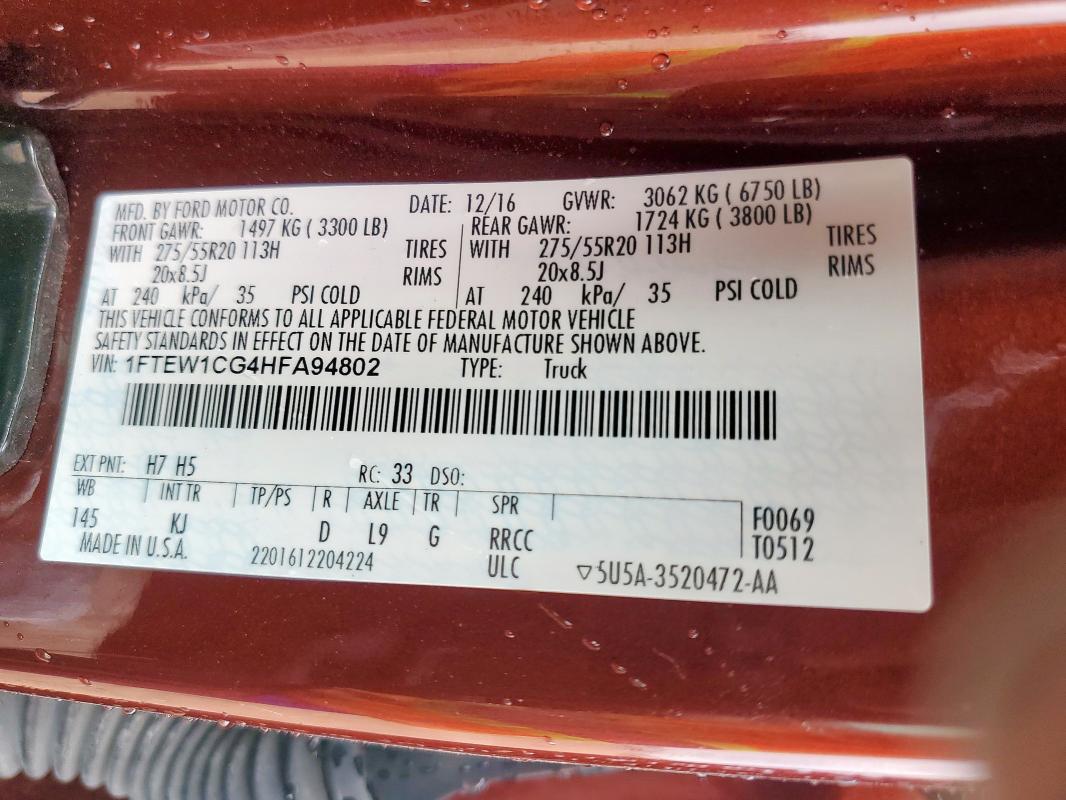 MFD. BY FORD MOTOR CO. DATE: 12/16 GVWR: 3062 KG ( 6750 LB)
FRONT GAWR: 1497 KG ( 3300 LB) REAR GAWR: 1724 KG ( 3800 LB)
WITH 275/55R20 113H TIRES WITH 275/55R20 113H TIRES
20x8.5J RIMS 20x8.5J RIMS
AT 240 kPa/ 35 PSI COLD AT 240 kPa/ 35 PSI COLD
THIS VEHICLE CONFORMS TO ALL APPLICABLE FEDERAL MOTOR VEHICLE
SAFETY STANDARDS IN EFFECT ON THE DATE OF MANUFACTURE SHOWN ABOVE.
VIN: 1FTEW1CG4HFA94802 TYPE: Truck
EXT PNT: H7 H5 RC: 33 DSO:
WB INT TR TP/PS R AXLE TR SPR
145 KJ D L9 G RRCC F0069
MADE IN U.S.A. 2201612204224 ULC T0512
▽5U5A-3520472-AA